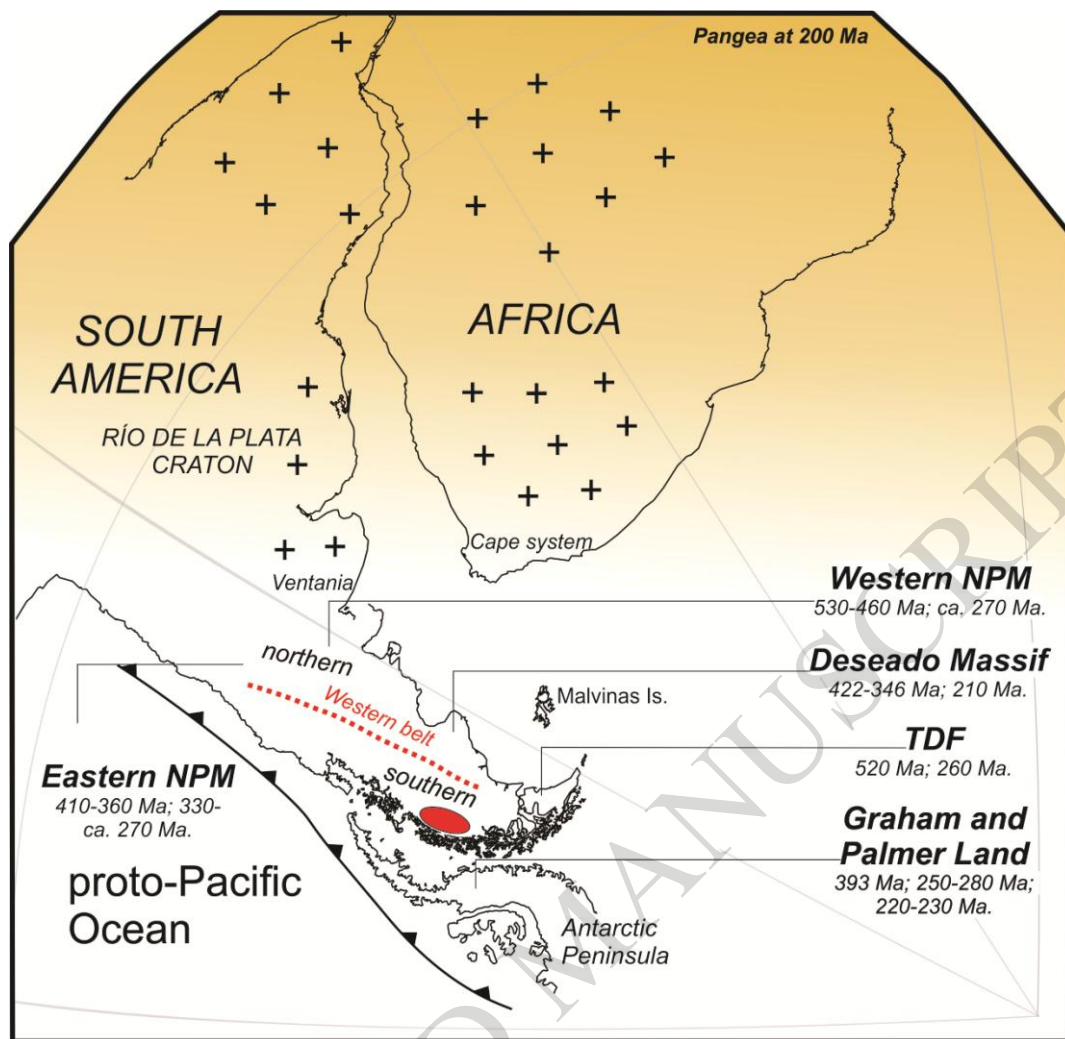 Pangea at 200 Ma
SOUTH
AMERICA
AFRICA
RÍO DE LA PLATA
CRATON
Cape system
Ventania
Western NPM
530-460 Ma; ca. 270 Ma.
northern
Deseado Massif
422-346 Ma; 210 Ma.
Malvinas Is.
Western belt
TDF
520 Ma; 260 Ma.
southern
Eastern NPM
410-360 Ma; 330-
ca. 270 Ma.
Graham and
Palmer Land
393 Ma; 250-280 Ma;
220-230 Ma.
proto-Pacific
Ocean
Antarctic
Peninsula
D MANUSCRIPT